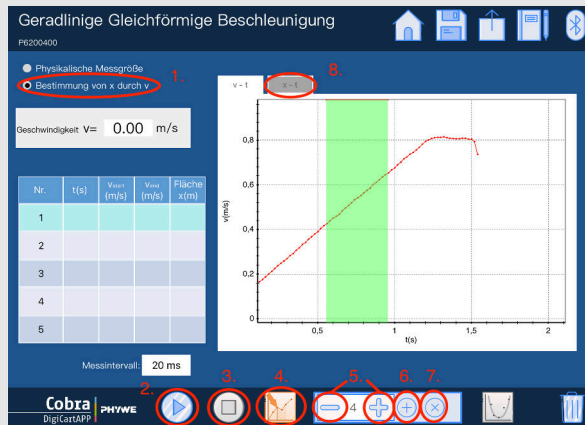 Geradlinige Gleichförmige Beschleunigung
P6200400
Physikalische Messgröße
1.
Bestimmung von x durch v
8.
v - t
x - t
Geschwindigkeit v= 0.00 m/s
Nr. t(s) Vstart (m/s) Vend (m/s) Fläche x(m)
1
2
3
4
5
v(m/s)
0,8
0,6
0,4
0,2
0
0,5 1 1,5 2
t(s)
Messintervall: 20 ms
2. 3. 4. 5. 6. 7.
4
Cobra
DigiCartAPP
PHYWE